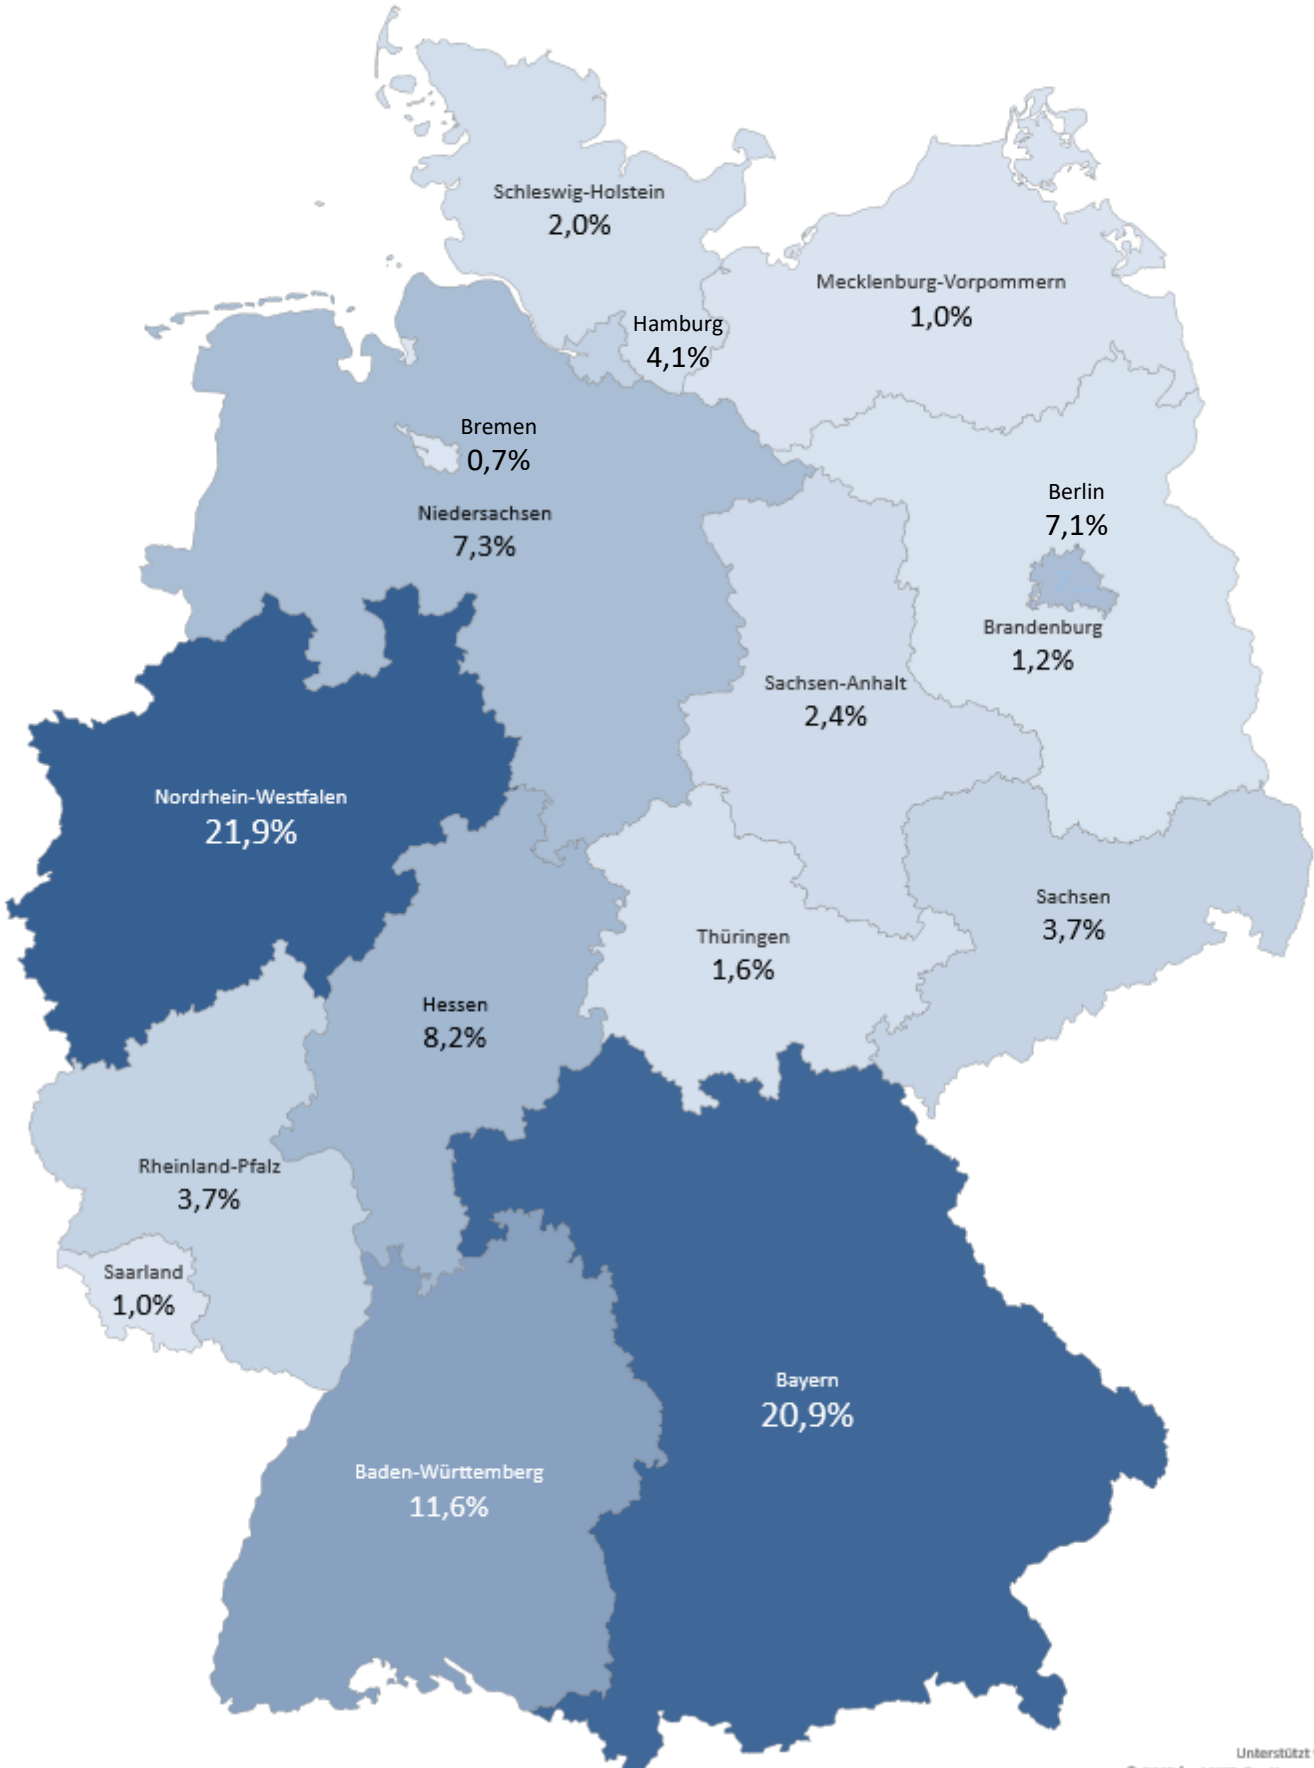 Schleswig-Holstein
2,0%
Mecklenburg-Vorpommern
1,0%
Hamburg
4,1%
Bremen
0,7%
Niedersachsen
7,3%
Berlin
7,1%
Brandenburg
1,2%
Sachsen-Anhalt
2,4%
Nordrhein-Westfalen
21,9%
Sachsen
3,7%
Thüringen
1,6%
Hessen
8,2%
Rheinland-Pfalz
3,7%
Saarland
1,0%
Bayern
20,9%
Baden-Württemberg
11,6%
Unterstützt